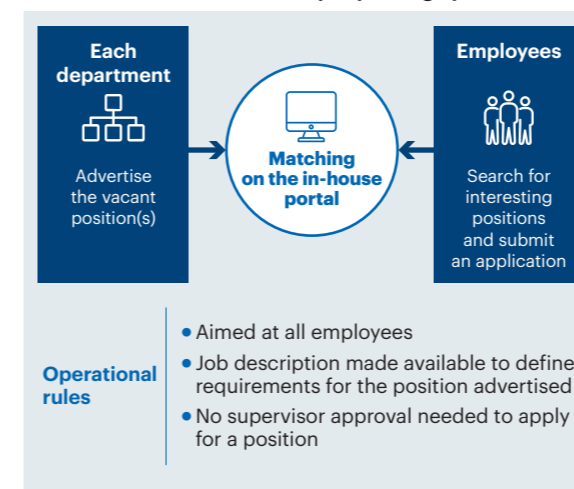 Each
department
Advertise
the vacant
position(s)
Matching
on the in-house
portal
Employees
Search for
interesting
positions
and submit
an application
Operational
rules
• Aimed at all employees
• Job description made available to define
requirements for the position advertised
• No supervisor approval needed to apply
for a position